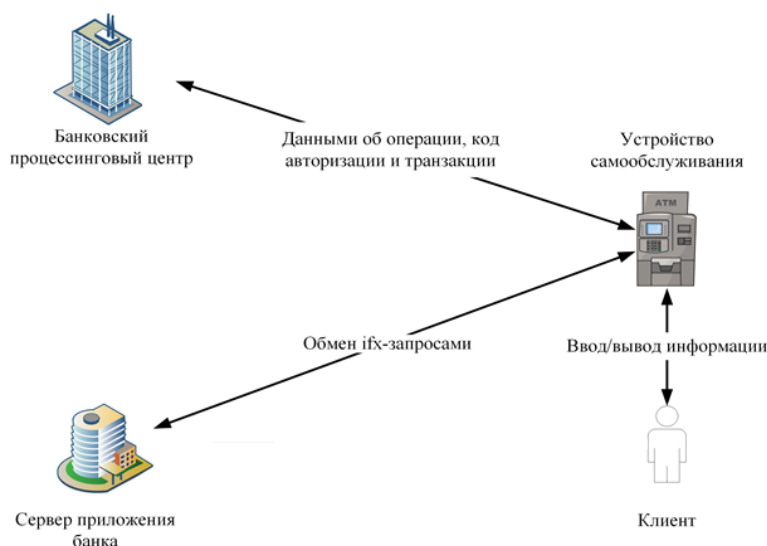 Банковский
процессинговый центр
Данными об операции, код
авторизации и транзакции
Устройство
самообслуживания
ATM
Обмен ifx-запросами
Ввод/вывод информации
Сервер приложения
банка
Клиент